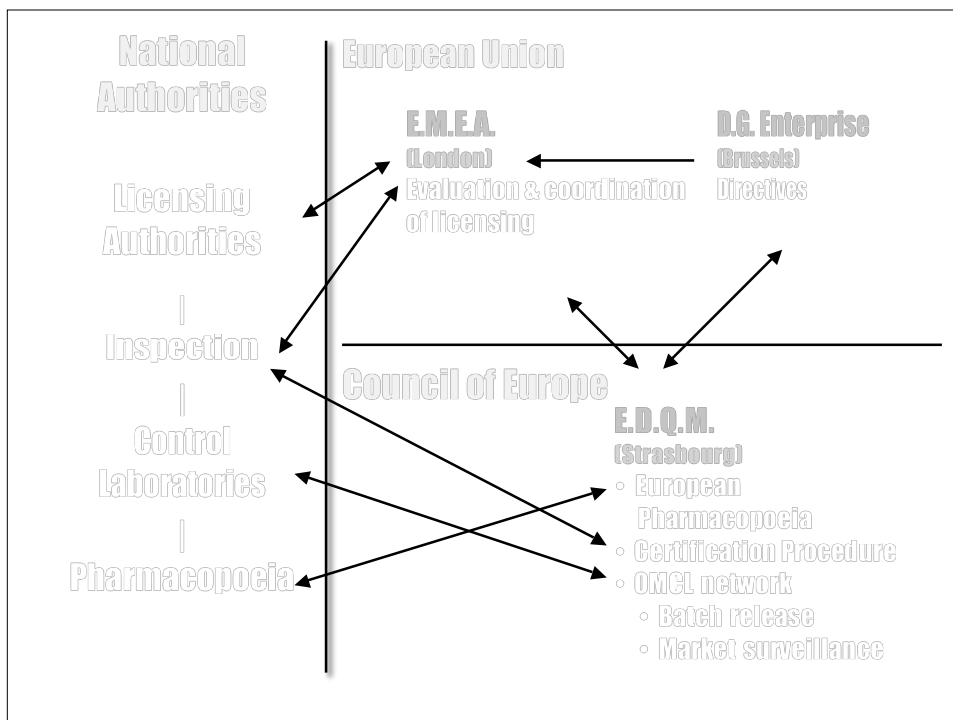 National
Authorities
Licensing
Authorities
Inspection
Control
Laboratories
Pharmacopoeia
European Union
E.M.E.A.
(London)
Evaluation & coordination
of licensing
D.G. Enterprise
(Brussels)
Directives
Council of Europe
E.D.Q.M.
(Strasbourg)
• European
Pharmacopoeia
• Certification Procedure
• OMCL network
• Batch release
• Market surveillance